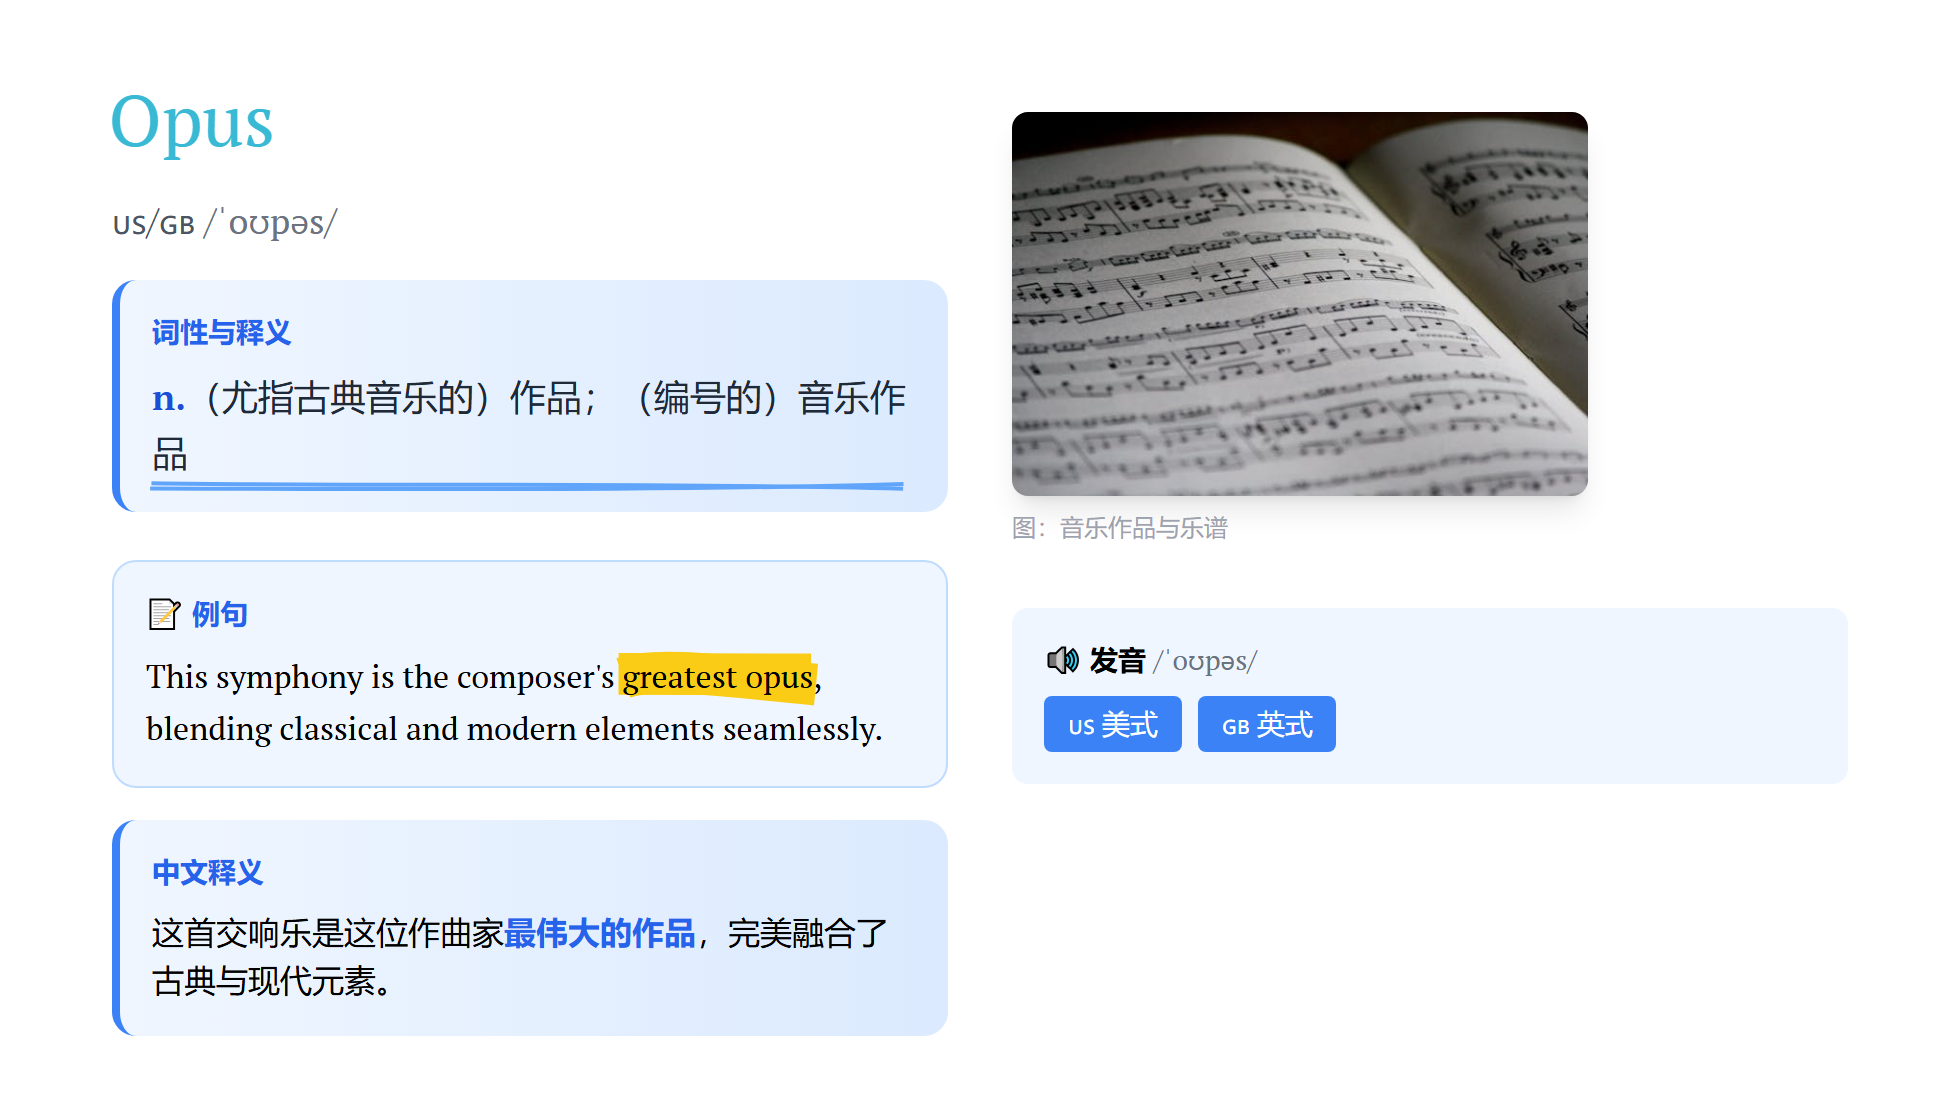 Opus
US/GB /ˈoʊpəs/
词性与释义
n.（尤指古典音乐的）作品；（编号的）音乐作
品
📝 例句
This symphony is the composer's greatest opus,
blending classical and modern elements seamlessly.
中文释义
这首交响乐是这位作曲家最伟大的作品，完美融合了
古典与现代元素。
图：音乐作品与乐谱
🔊 发音 /ˈoʊpəs/
US 美式
GB 英式